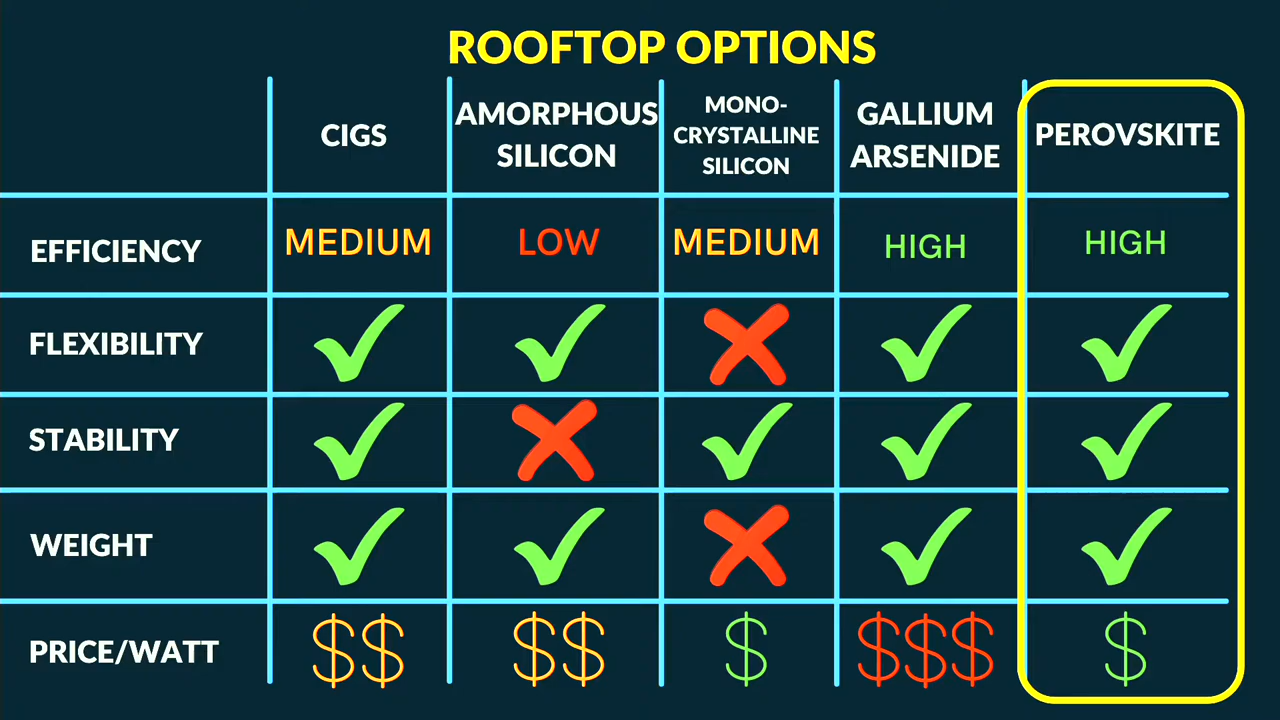 ROOFTOP OPTIONS
CIGS
AMORPHOUS
SILICON
MONO-
CRYSTALLINE
SILICON
GALLIUM
ARSENIDE
PEROVSKITE
EFFICIENCY MEDIUM LOW MEDIUM HIGH HIGH
FLEXIBILITY
STABILITY
WEIGHT
PRICE/WATT $$ $$ $ $$$ $